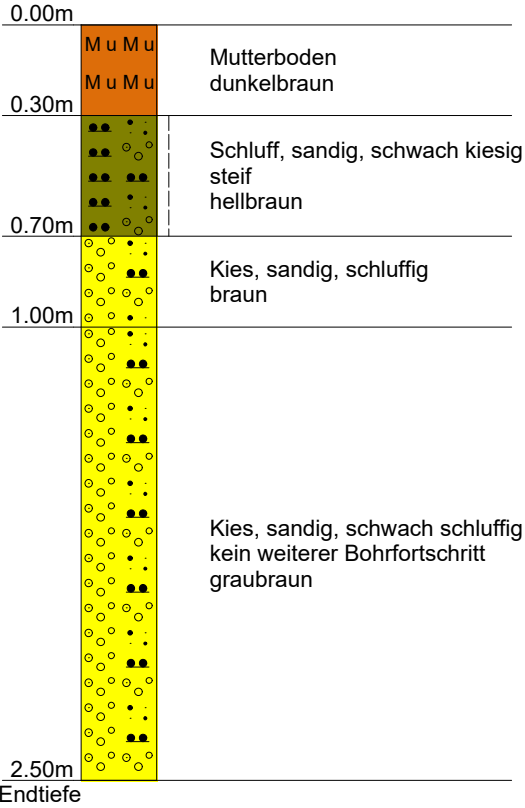 0.00m
M u M u
M u M u
Mutterboden
dunkelbraun
0.30m
Schluff, sandig, schwach kiesig
steif
hellbraun
0.70m
Kies, sandig, schluffig
braun
1.00m
Kies, sandig, schwach schluffig
kein weiterer Bohrfortschritt
graubraun
2.50m
Endtiefe